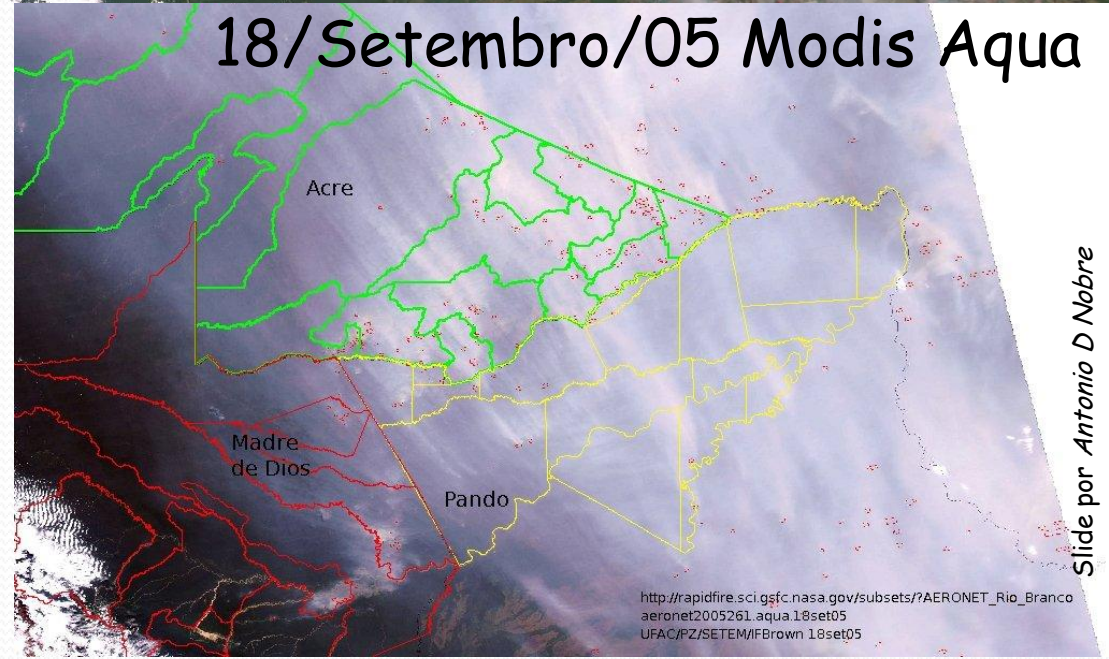 18/Setembro/05 Modis Aqua
Acre
Madre
de Dios
Pando
http://rapidfire.sci.gsfc.nasa.gov/subsets/?AERONET_Rio_Branco
aeronet2005261.aqua.18set05
UFAC/PZ/SETEM/IFBrown 18set05
Slide por Antonio D Nobre